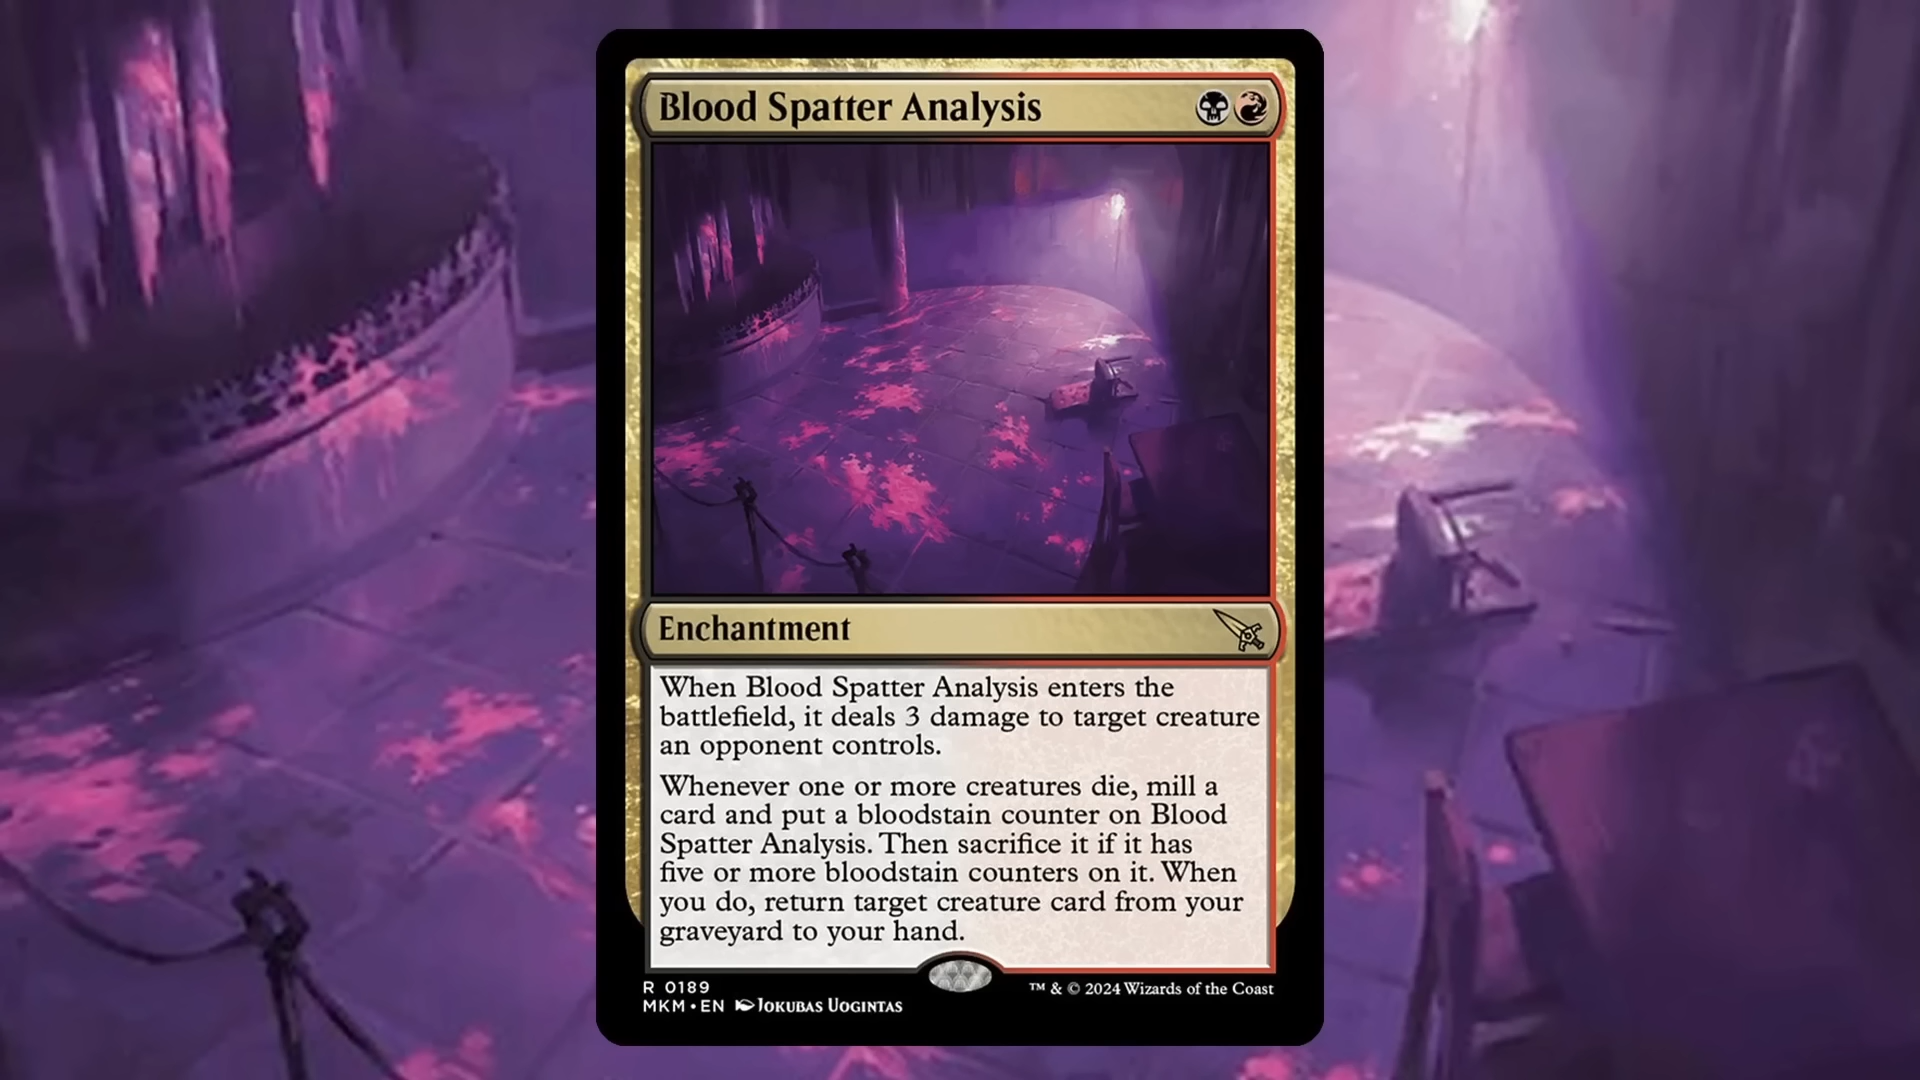 Blood Spatter Analysis
Enchantment
When Blood Spatter Analysis enters the
battlefield, it deals 3 damage to target creature
an opponent controls.
Whenever one or more creatures die, mill a
card and put a bloodstain counter on Blood
Spatter Analysis. Then sacrifice it if it has
five or more bloodstain counters on it. When
you do, return target creature card from your
graveyard to your hand.
R 0189
MKM • EN Jokubas Uogintas
™ & © 2024 Wizards of the Coast